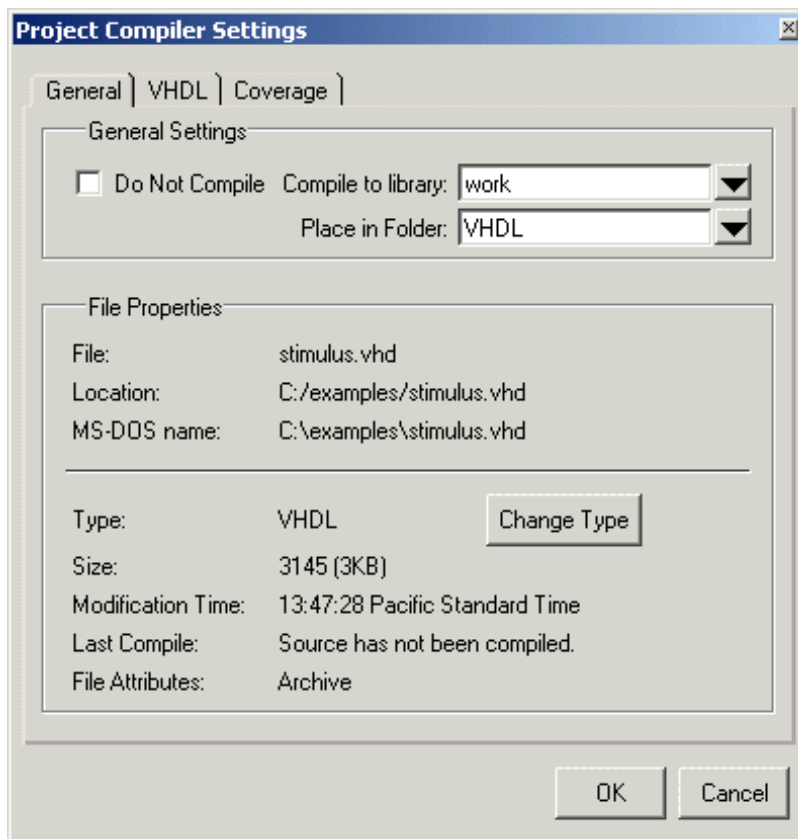 Project Compiler Settings
General VHDL Coverage
General Settings
Do Not Compile Compile to library: work
Place in Folder: VHDL
File Properties
File: stimulus.vhd
Location: C:/examples/stimulus.vhd
MS-DOS name: C:\examples\stimulus.vhd
Type: VHDL Change Type
Size: 3145 (3KB)
Modification Time: 13:47:28 Pacific Standard Time
Last Compile: Source has not been compiled.
File Attributes: Archive
OK Cancel